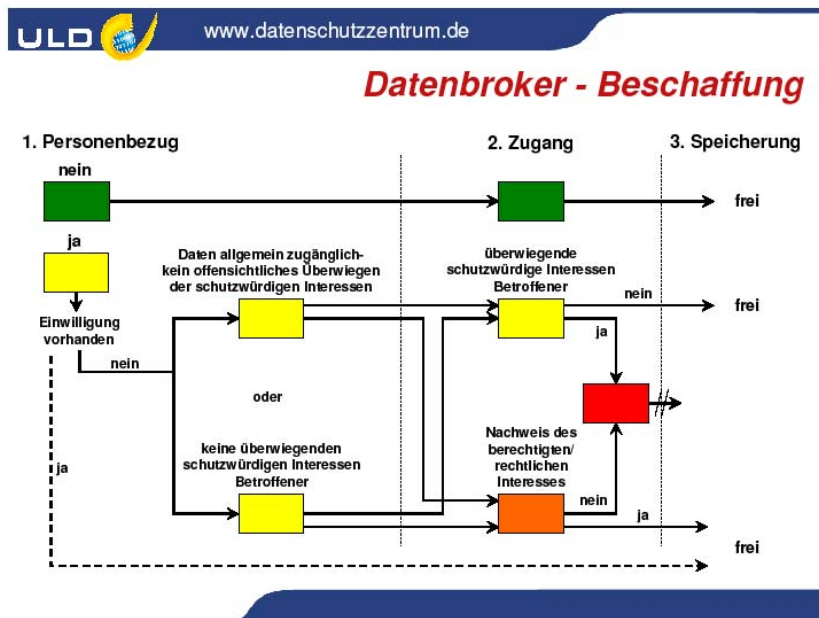 ULD
www.datenschutzzentrum.de
Datenbroker - Beschaffung
1. Personenbezug
2. Zugang
3. Speicherung
nein
frei
ja
Daten allgemein zugänglich-
kein offensichtliches Überwiegen
der schutzwürdigen Interessen
überwiegende
schutzwürdige Interessen
Betroffener
nein
frei
ja
Einwilligung
vorhanden
nein
oder
ja
keine überwiegenden
schutzwürdigen Interessen
Betroffener
Nachweis des
berechtigten/
rechtlichen
Interesses
nein
ja
frei